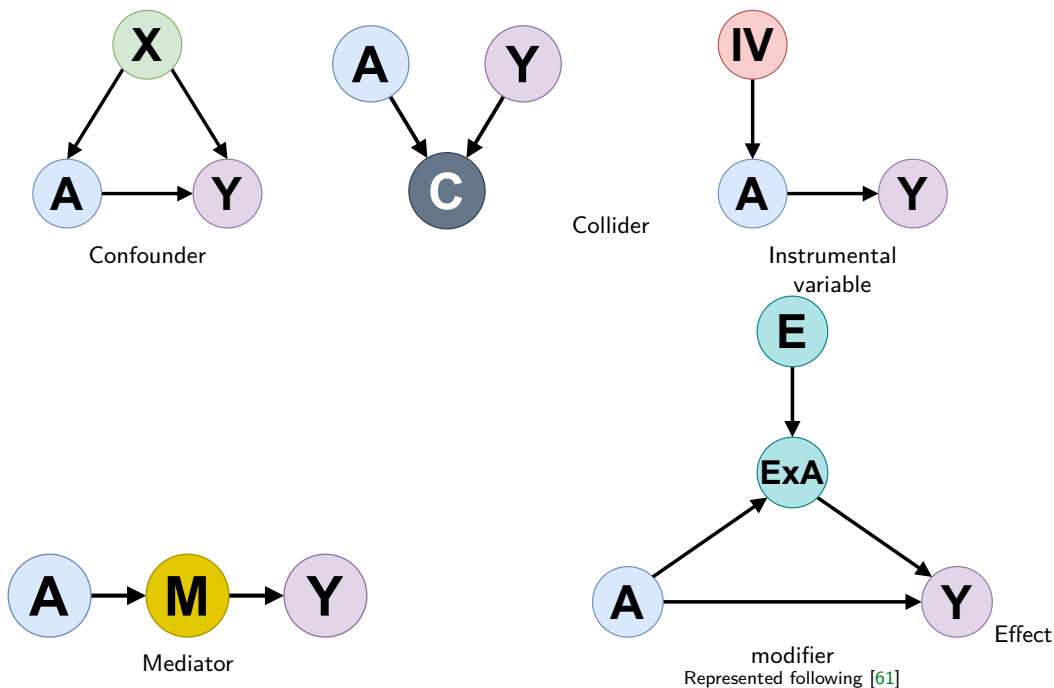 X
A
Y
Confounder
A
Y
C
Collider
IV
A
Y
Instrumental
variable
A
M
Y
Mediator
E
ExA
A
Y
Effect
modifier
Represented following [61]